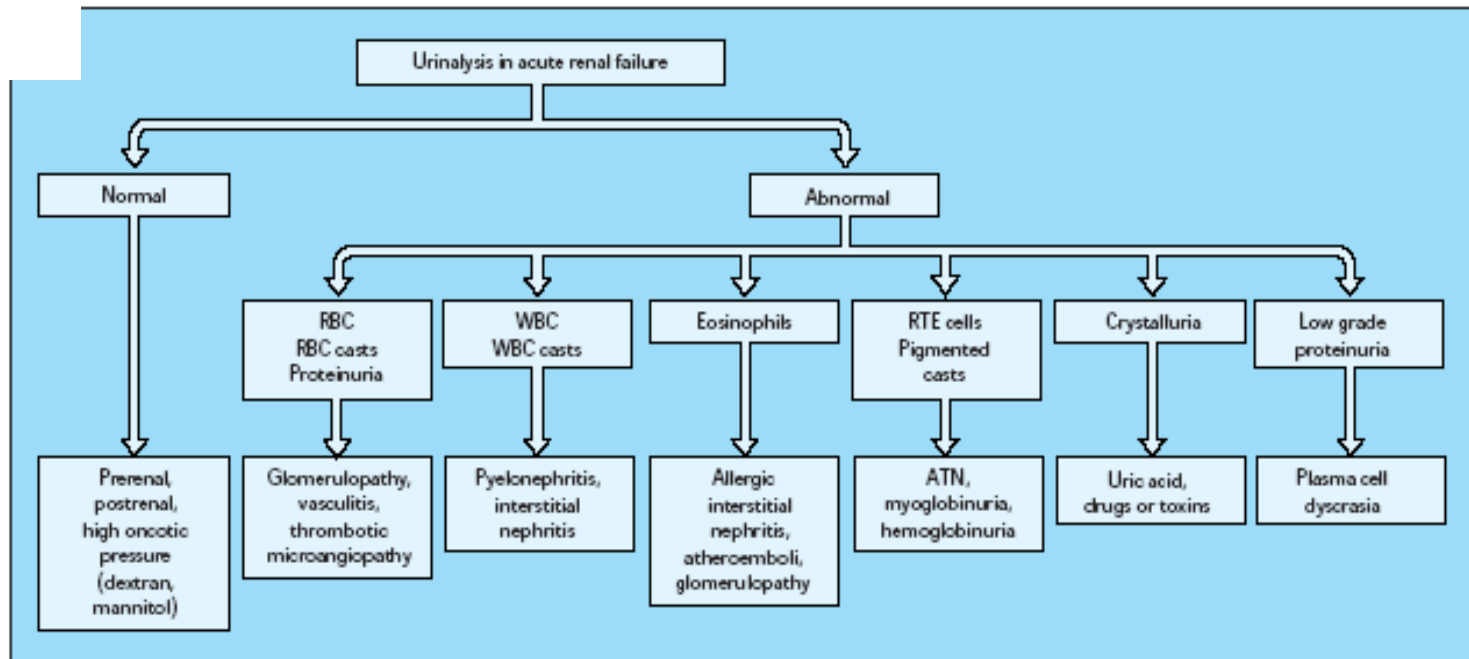 Urinalysis in acute renal failure
Normal
Abnormal
RBC
RBC casts
Proteinuria
WBC
WBC casts
Eosinophils
RTE cells
Pigmented
casts
Crystalluria
Low grade
proteinuria
Prerenal,
postrenal,
high oncotic
pressure
(dextran,
mannitol)
Glomerulopathy,
vasculitis,
thrombotic
microangiopathy
Pyelonephritis,
interstitial
nephritis
Allergic
interstitial
nephritis,
atheroemboli,
glomerulopathy
ATN,
myoglobinuria,
hemoglobinuria
Uric acid,
drugs or toxins
Plasma cell
dyscrasia